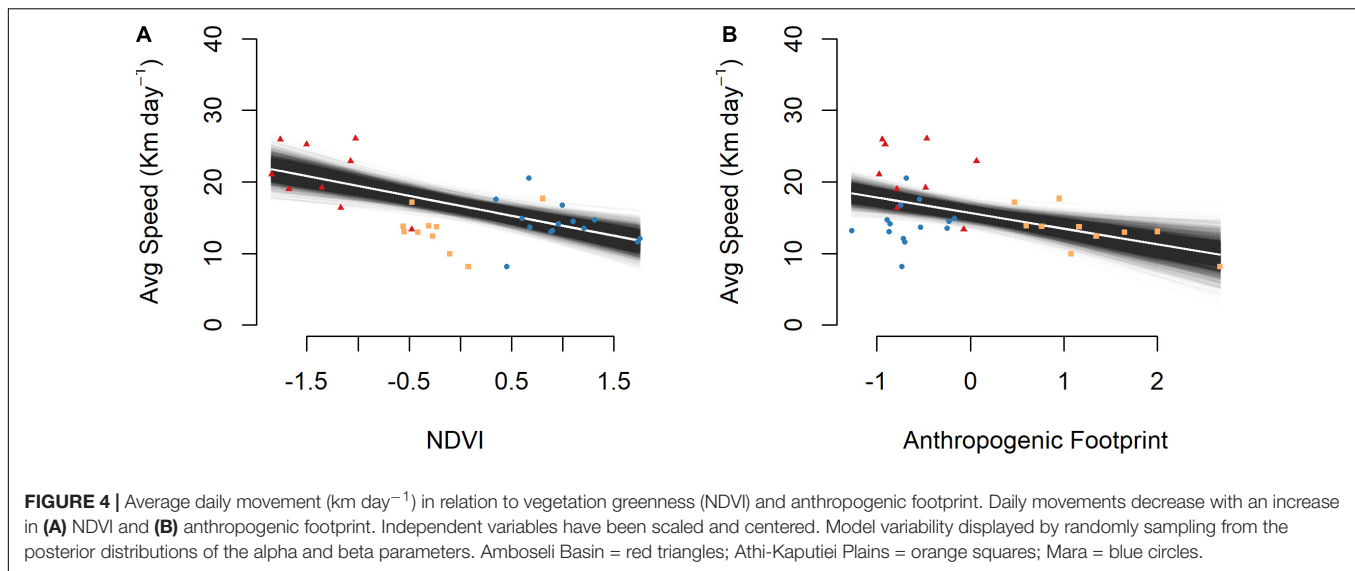 A
B
40
30
20
10
0
Avg Speed (Km day⁻¹)
-1.5
-0.5
0.5
1.5
NDVI
40
30
20
10
0
Avg Speed (Km day⁻¹)
-1
0
1
2
Anthropogenic Footprint
FIGURE 4 | Average daily movement (km day⁻¹) in relation to vegetation greenness (NDVI) and anthropogenic footprint. Daily movements decrease with an increase
in (A) NDVI and (B) anthropogenic footprint. Independent variables have been scaled and centered. Model variability displayed by randomly sampling from the
posterior distributions of the alpha and beta parameters. Amboseli Basin = red triangles; Athi-Kaputiei Plains = orange squares; Mara = blue circles.